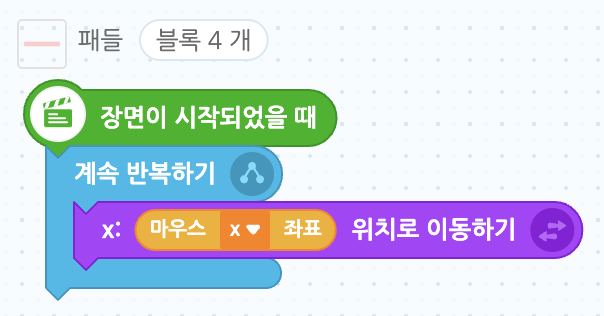 패들 블록 4 개
장면이 시작되었을 때
계속 반복하기
x: 마우스 x 좌표 위치로 이동하기